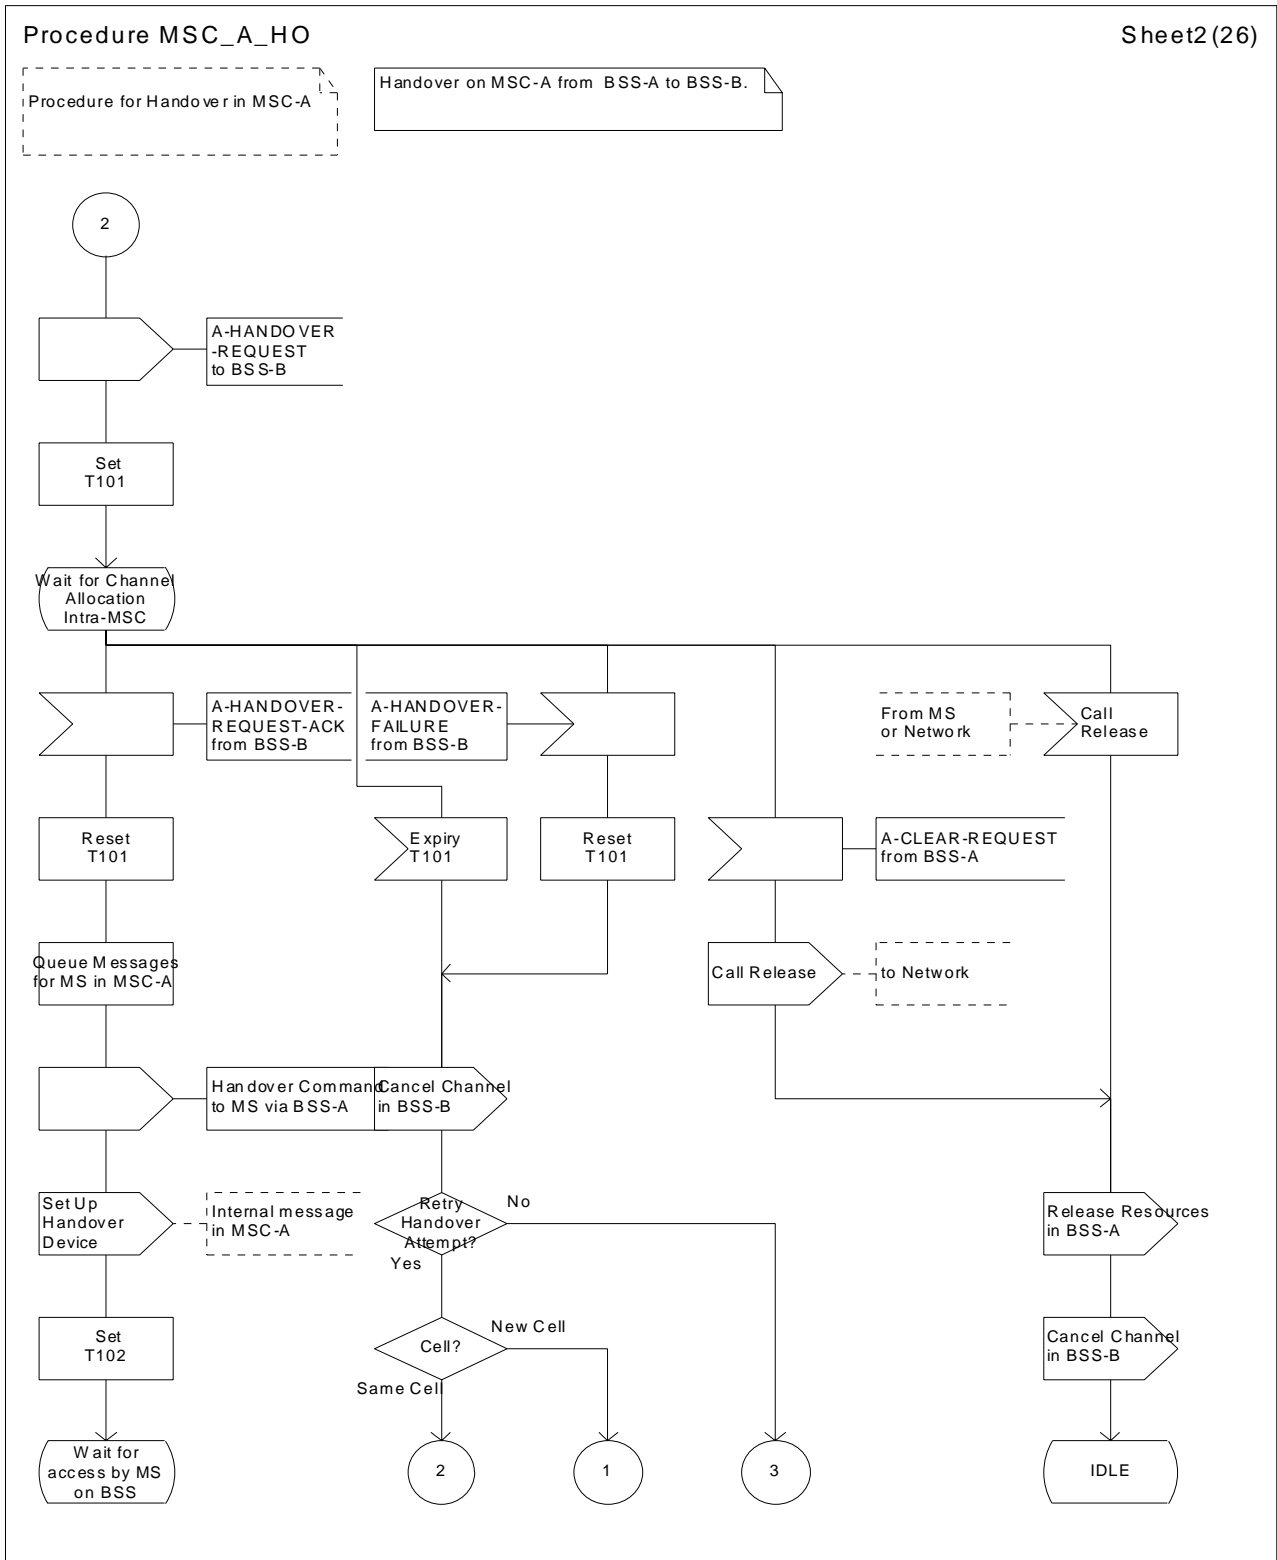 Procedure MSC_A_HO
Sheet2(26)
Procedure for Handover in MSC-A
Handover on MSC-A from BSS-A to BSS-B.
2
A-HANDOVER
-REQUEST
to BSS-B
Set
T101
Wait for Channel
Allocation
Intra-MSC
A-HANDOVER-
REQUEST-ACK
from BSS-B
A-HANDOVER-
FAILURE
from BSS-B
From MS
or Network
Call
Release
Reset
T101
Expiry
T101
Reset
T101
A-CLEAR-REQUEST
from BSS-A
Queue Messages
for MS in MSC-A
Call Release
to Network
Handover Command
to MS via BSS-A
Cancel Channel
in BSS-B
Set Up
Handover
Device
Internal message
in MSC-A
Retry
Handover
Attempt?
No
Yes
Release Resources
in BSS-A
Set
T102
Cell?
New Cell
Same Cell
Cancel Channel
in BSS-B
Wait for
access by MS
on BSS
2
1
3
IDLE